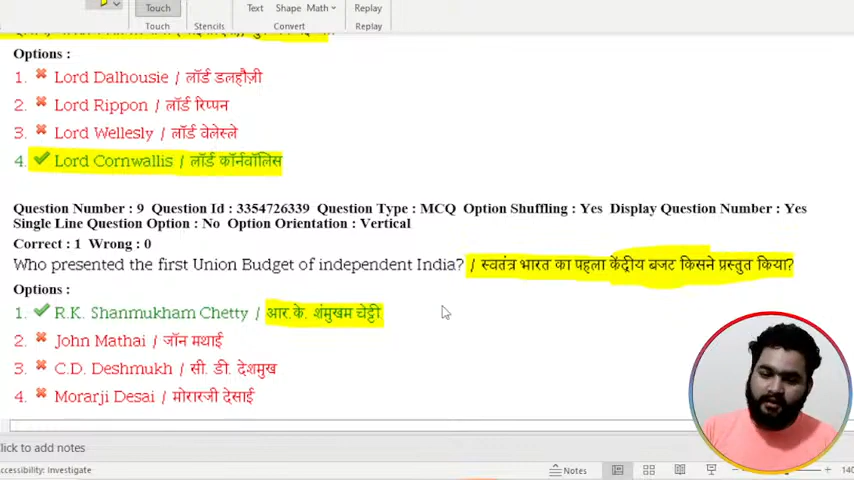 Touch
Text Shape Math
Replay
Touch Stencils Convert Replay
Options :
1. Lord Dalhousie / लॉर्ड डलहौज़ी
2. Lord Rippon / लॉर्ड रिप्पन
3. Lord Wellesly / लॉर्ड वेलेस्ले
4. Lord Cornwallis / लॉर्ड कॉर्नवॉलिस
Question Number : 9 Question Id : 3354726339 Question Type : MCQ Option Shuffling : Yes Display Question Number : Yes
Single Line Question Option : No Option Orientation : Vertical
Correct : 1 Wrong : 0
Who presented the first Union Budget of independent India? / स्वतंत्र भारत का पहला केंद्रीय बजट किसने प्रस्तुत किया?
Options :
1. R.K. Shanmukham Chetty / आर.के. शंमुखम चेट्टी
2. John Mathai / जॉन मथाई
3. C.D. Deshmukh / सी. डी. देशमुख
4. Morarji Desai / मोरारजी देसाई
lick to add notes
ccessibility: Investigate Notes 140